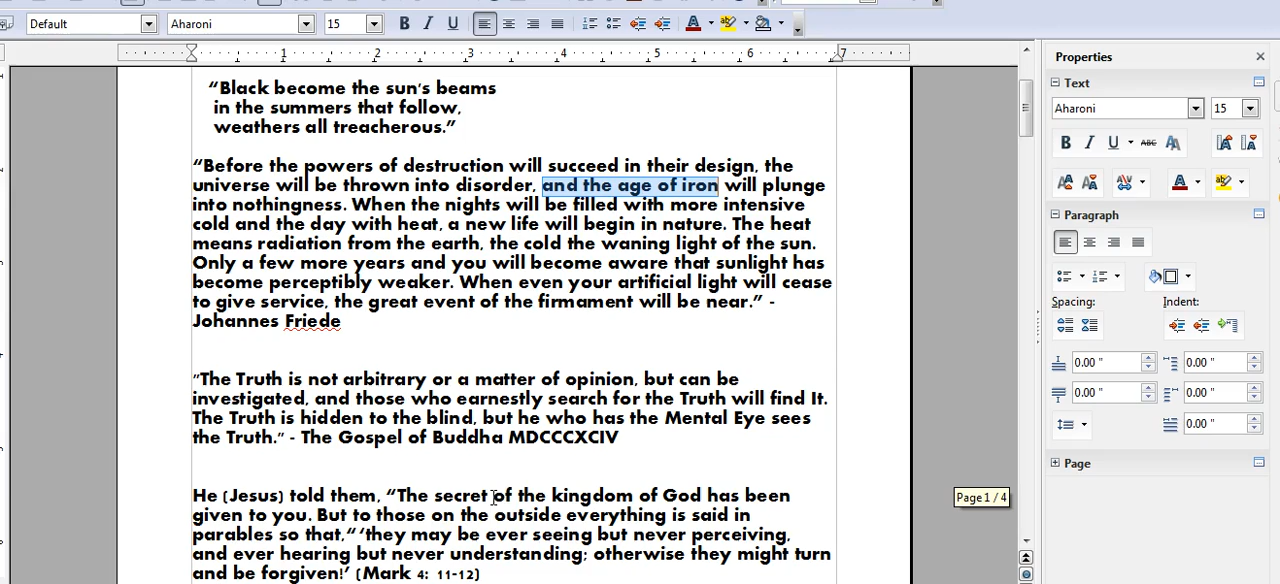 Default Aharoni 15 B I U A
1 2 3 4 5 6 7
Properties
Text
Aharoni 15
B I U ABC AA
Paragraph
Spacing: Indent:
0.00 " 0.00 "
0.00 " 0.00 "
0.00 "
Page
“Black become the sun's beams
in the summers that follow,
weathers all treacherous.”
“Before the powers of destruction will succeed in their design, the
universe will be thrown into disorder, and the age of iron will plunge
into nothingness. When the nights will be filled with more intensive
cold and the day with heat, a new life will begin in nature. The heat
means radiation from the earth, the cold the waning light of the sun.
Only a few more years and you will become aware that sunlight has
become perceptibly weaker. When even your artificial light will cease
to give service, the great event of the firmament will be near.” -
Johannes Friede
"The Truth is not arbitrary or a matter of opinion, but can be
investigated, and those who earnestly search for the Truth will find It.
The Truth is hidden to the blind, but he who has the Mental Eye sees
the Truth." - The Gospel of Buddha MDCCCXCIV
He (Jesus) told them, “The secret of the kingdom of God has been
given to you. But to those on the outside everything is said in
parables so that,“ ‘they may be ever seeing but never perceiving,
and ever hearing but never understanding; otherwise they might turn
and be forgiven!’ (Mark 4: 11-12)
Page 1 / 4